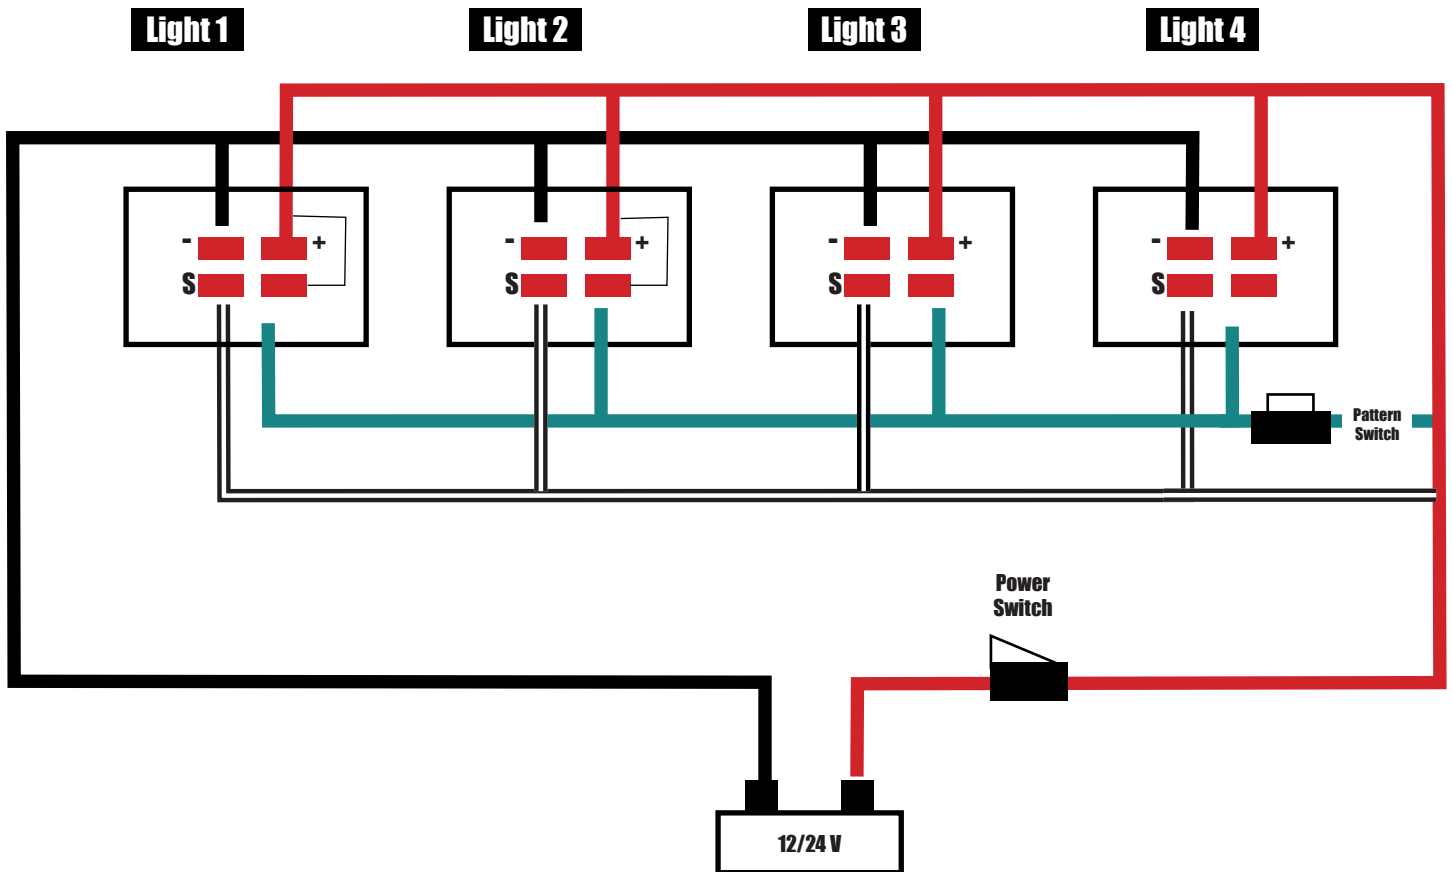 Light 1
Light 2
Light 3
Light 4
- +
- +
- +
- +
S
S
S
S
Pattern
Switch
Power
Switch
12/24 V